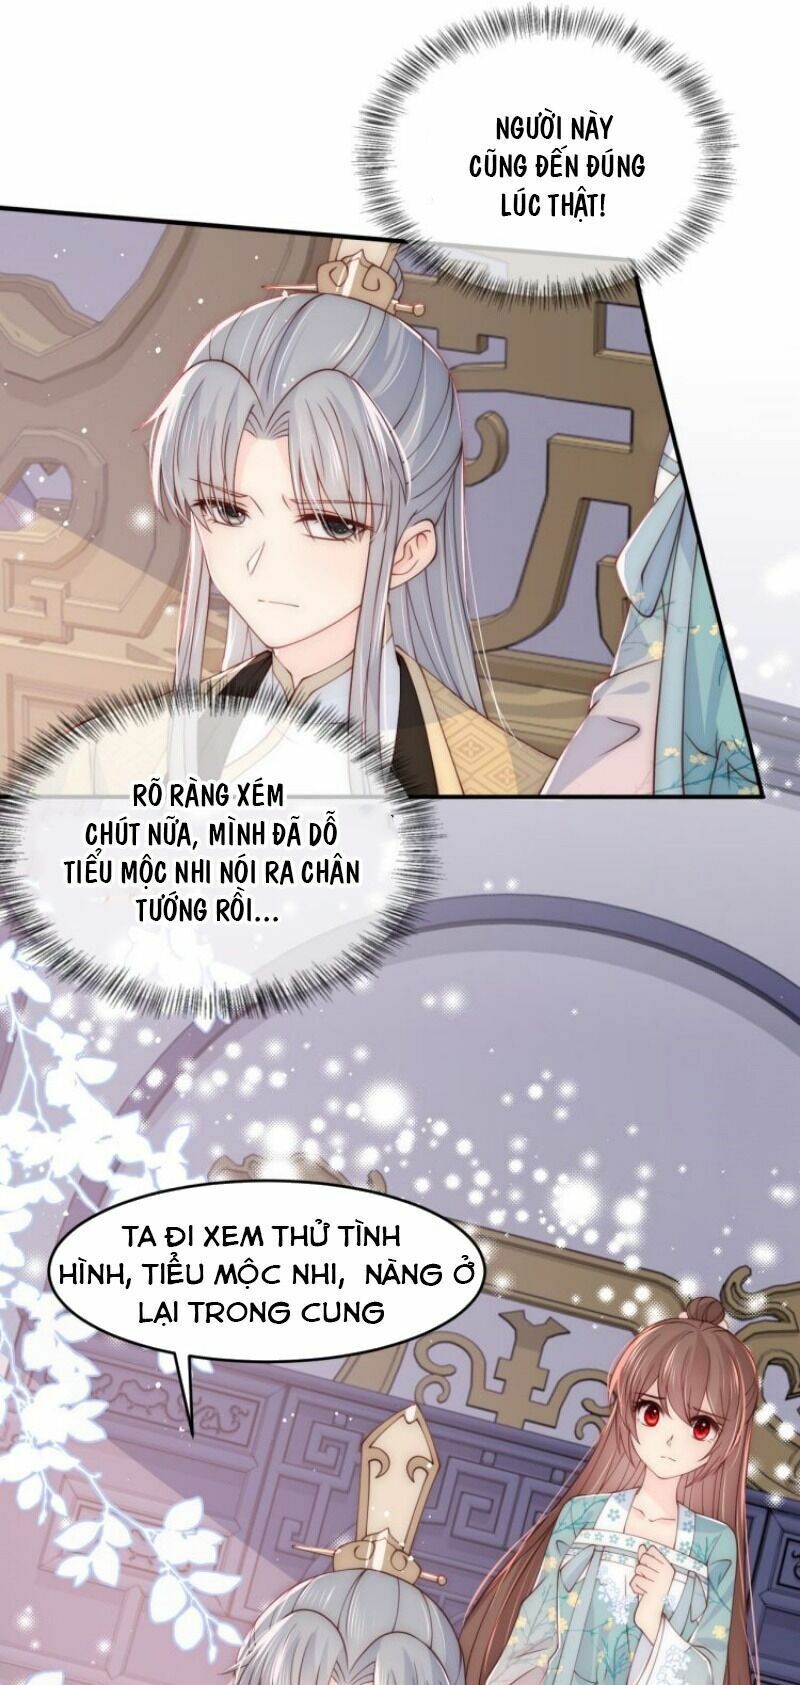 NGƯỜI NÀY
CŨNG ĐẾN ĐÚNG
LÚC THẬT!
RÕ RÀNG XÉM
CHÚT NỮA, MÌNH ĐÃ DỖ
TIỂU MỘC NHI NÓI RA CHÂN
TƯỚNG RỒI...
TA ĐI XEM THỬ TÌNH
HÌNH, TIỂU MỘC NHI, NÀNG Ở
LẠI TRONG CUNG